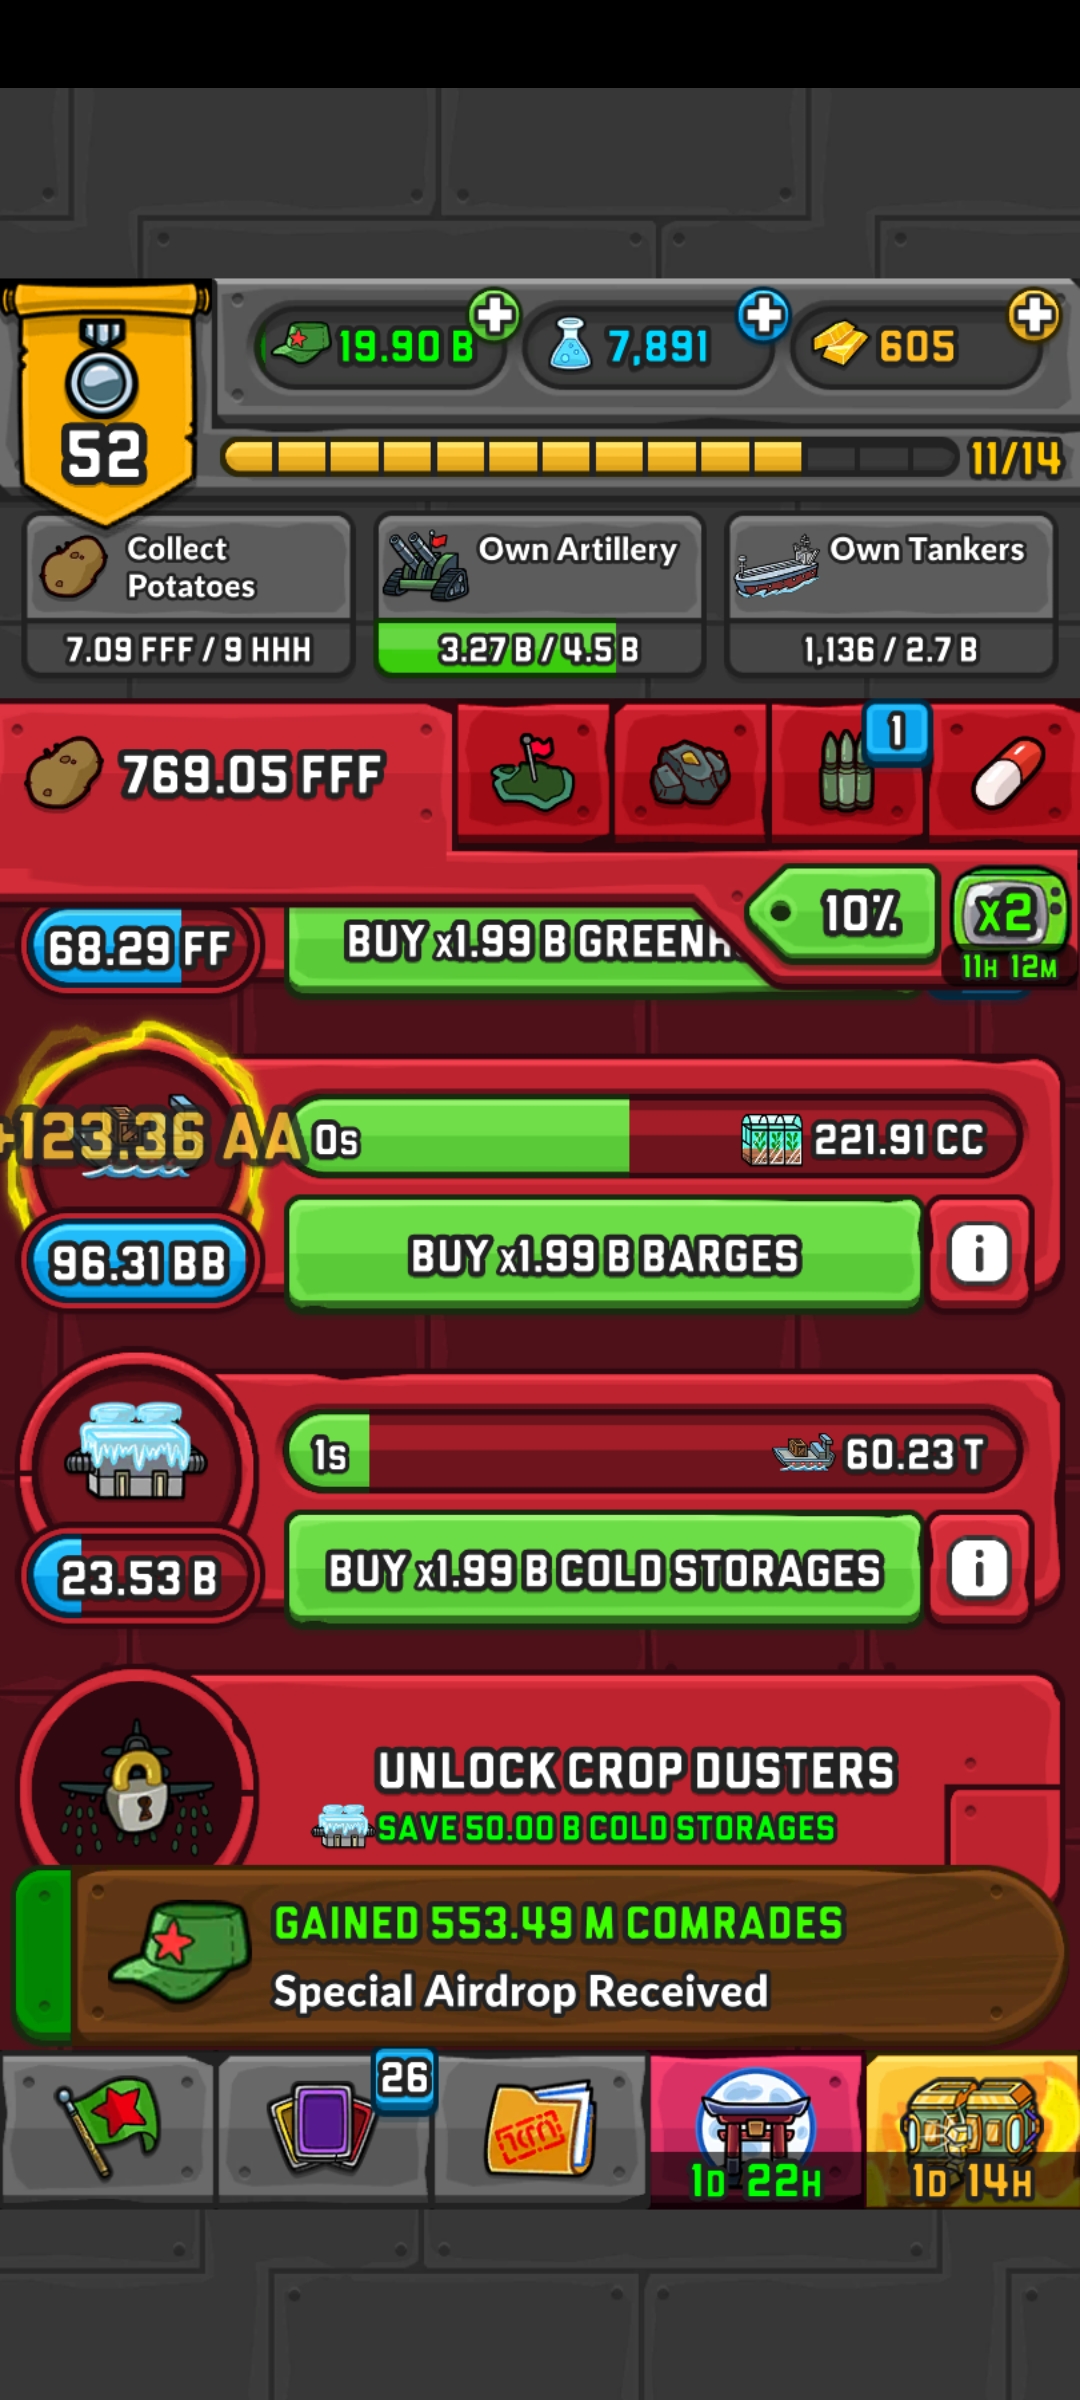 19.90 B
7,891
605
52
11/14
Collect
Potatoes
7.09 FFF / 9 HHH
Own Artillery
3.27 B / 4.5 B
Own Tankers
1,136 / 2.7 B
769.05 FFF
1
10%
x2
11H 12M
68.29 FF
BUY x1.99 B
+123.36 AA
0s
221.91 CC
96.31 BB
BUY x1.99 B BARGES
1s
60.23 T
23.53 B
BUY x1.99 B COLD STORAGES
UNLOCK CROP DUSTERS
SAVE 50.00 B COLD STORAGES
GAINED 553.49 M COMRADES
Special Airdrop Received
26
1D 22H
1D 14H